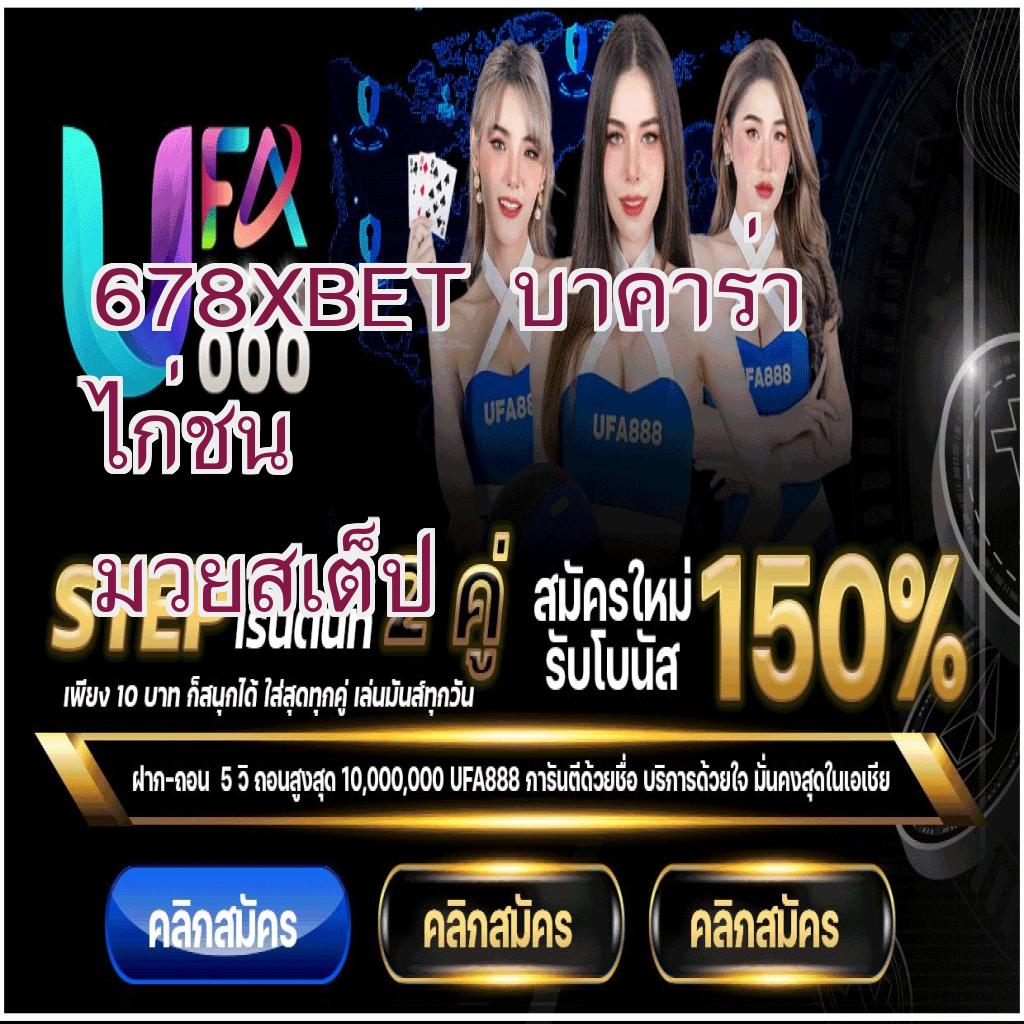 UFA
678XBET บาคาร่า
ไก่ชน
มวยสเต็ป
UFA88
UFA888
FA888
STEP
2 คู่
สมัครใหม่
รับโบนัส
150%
เพียง 10 บาท ก็สนุกได้ ใส่สุดทุกคู่ เล่นมันส์ทุกวัน
ฝาก-ถอน 5 วิ ถอนสูงสุด 10,000,000 UFA888 การันตีด้วยชื่อ บริการด้วยใจ มั่นคงสุดในเอเชีย
คลิกสมัคร คลิกสมัคร คลิกสมัคร